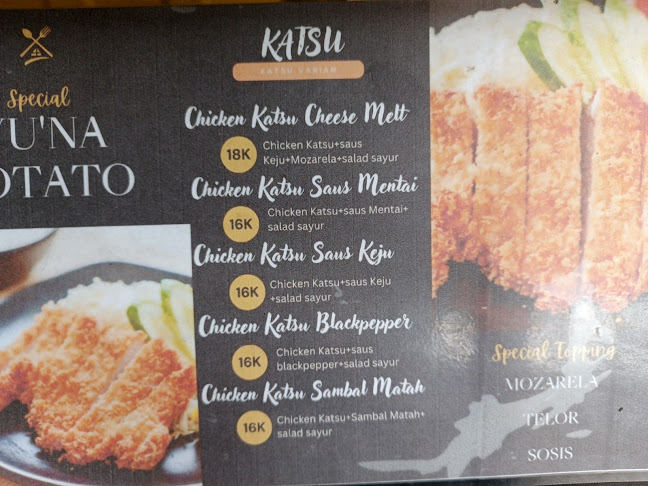 Special
YU'NA
OTATO
KATSU
KATSU VARIAN
Chicken Katsu Cheese Melt
18K
Chicken Katsu+saus
Keju+Mozarela+salad sayur
Chicken Katsu Saus Mentai
16K
Chicken Katsu+saus Mentai+
salad sayur
Chicken Katsu Saus Keju
16K
Chicken Katsu+saus Keju
+salad sayur
Chicken Katsu Blackpepper
16K
Chicken Katsu+saus
blackpepper+salad sayur
Chicken Katsu Sambal Matah
16K
Chicken Katsu+Sambal Matah+
salad sayur
Special Topping
MOZARELA
TELOR
SOSIS